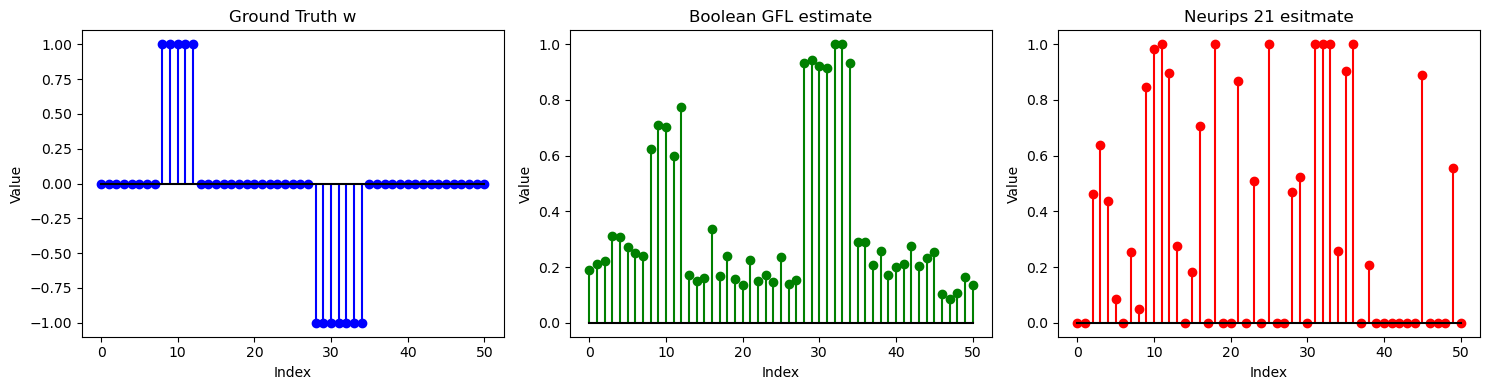 Ground Truth w
Value
1.00
0.75
0.50
0.25
0.00
−0.25
−0.50
−0.75
−1.00
0 10 20 30 40 50
Index
Boolean GFL estimate
Value
1.0
0.8
0.6
0.4
0.2
0.0
0 10 20 30 40 50
Index
Neurips 21 esitmate
Value
1.0
0.8
0.6
0.4
0.2
0.0
0 10 20 30 40 50
Index